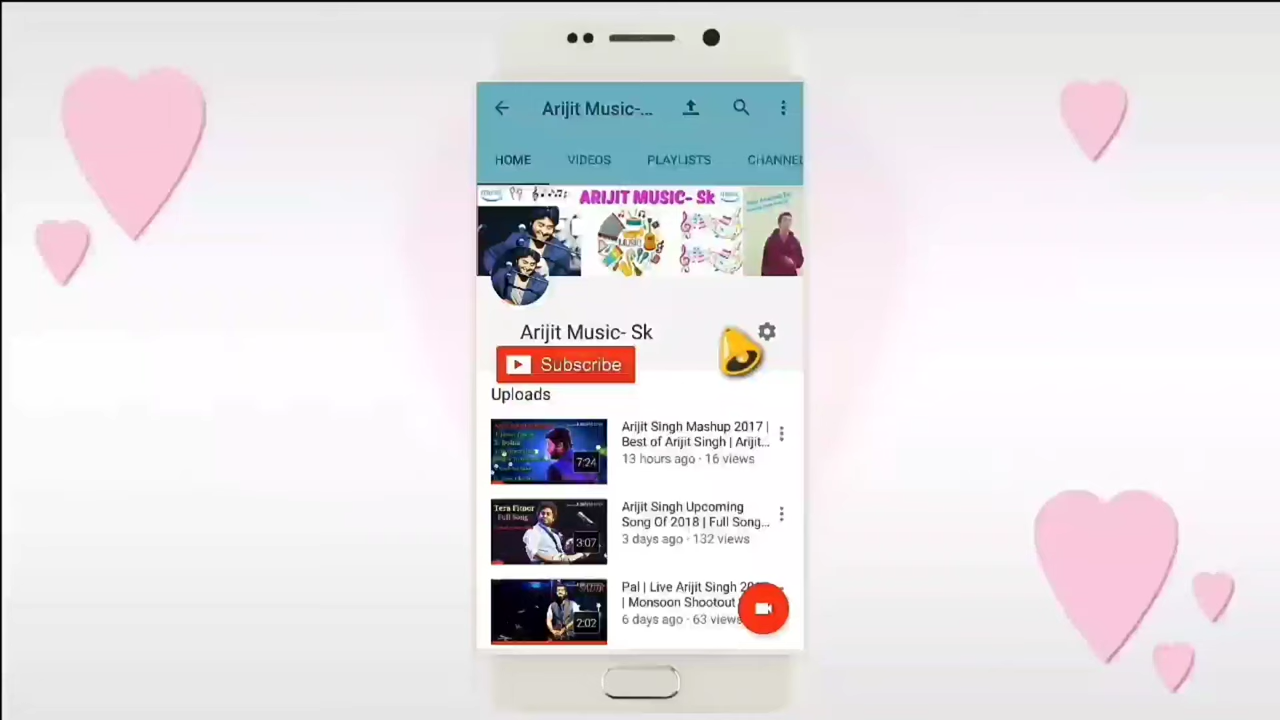 Arijit Music-...
HOME VIDEOS PLAYLISTS CHANNEL
ARIJIT MUSIC- Sk
MUSIC
Arijit Music- Sk
Subscribe
Uploads
Arijit Singh Mashup 2017 |
Best of Arijit Singh | Arijit...
13 hours ago · 16 views
7:24
Arijit Singh Upcoming
Song Of 2018 | Full Song...
3 days ago · 132 views
Tera Fitoor
Full Song
3:07
Pal | Live Arijit Singh
| Monsoon Shootout
6 days ago · 63 views
2:02